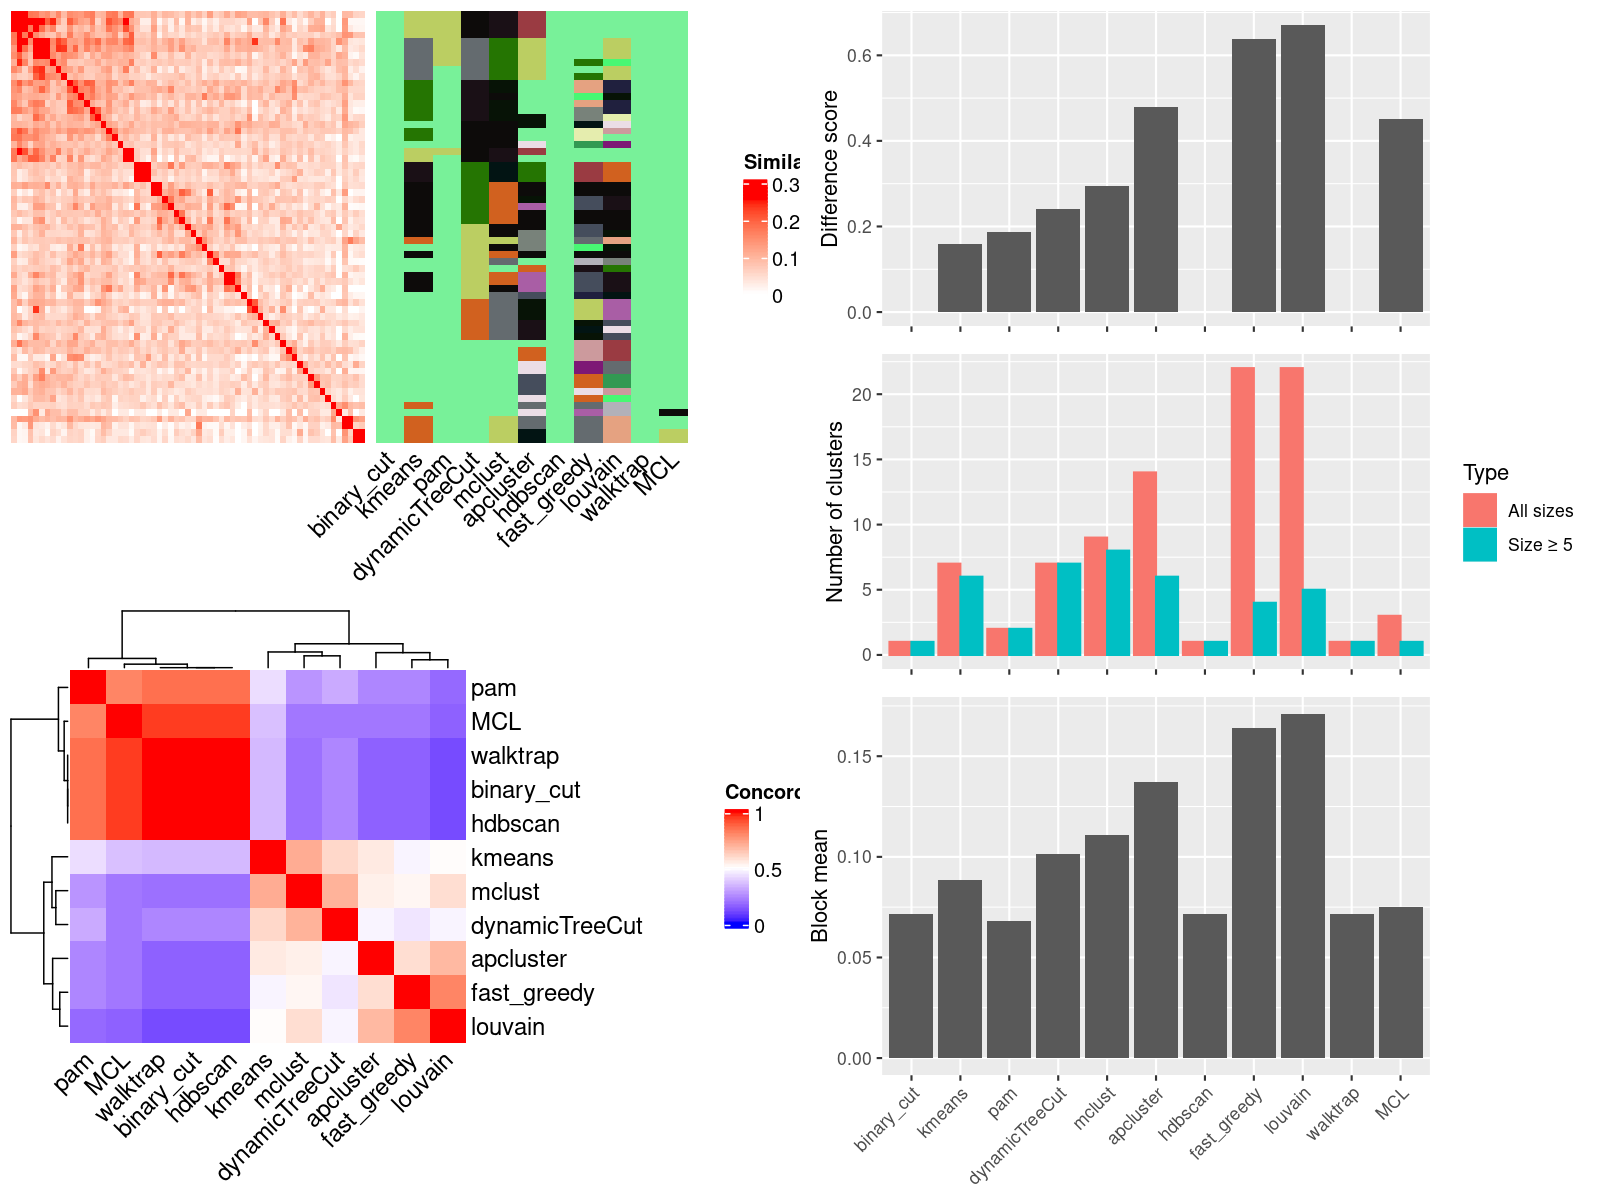 Simila
0.3
0.2
0.1
0
binary_cut
kmeans
pam
dynamicTreeCut
mclust
apcluster
hdbscan
fast_greedy
louvain
walktrap
MCL
Difference score
0.6
0.4
0.2
0.0
Number of clusters
20
15
10
5
0
Type
All sizes
Size ≥ 5
Block mean
0.15
0.10
0.05
0.00
binary_cut
kmeans
pam
dynamicTreeCut
mclust
apcluster
hdbscan
fast_greedy
louvain
walktrap
MCL
pam
MCL
walktrap
binary_cut
hdbscan
kmeans
mclust
dynamicTreeCut
apcluster
fast_greedy
louvain
pam
MCL
walktrap
binary_cut
hdbscan
kmeans
mclust
dynamicTreeCut
apcluster
fast_greedy
louvain
Concord
1
0.5
0